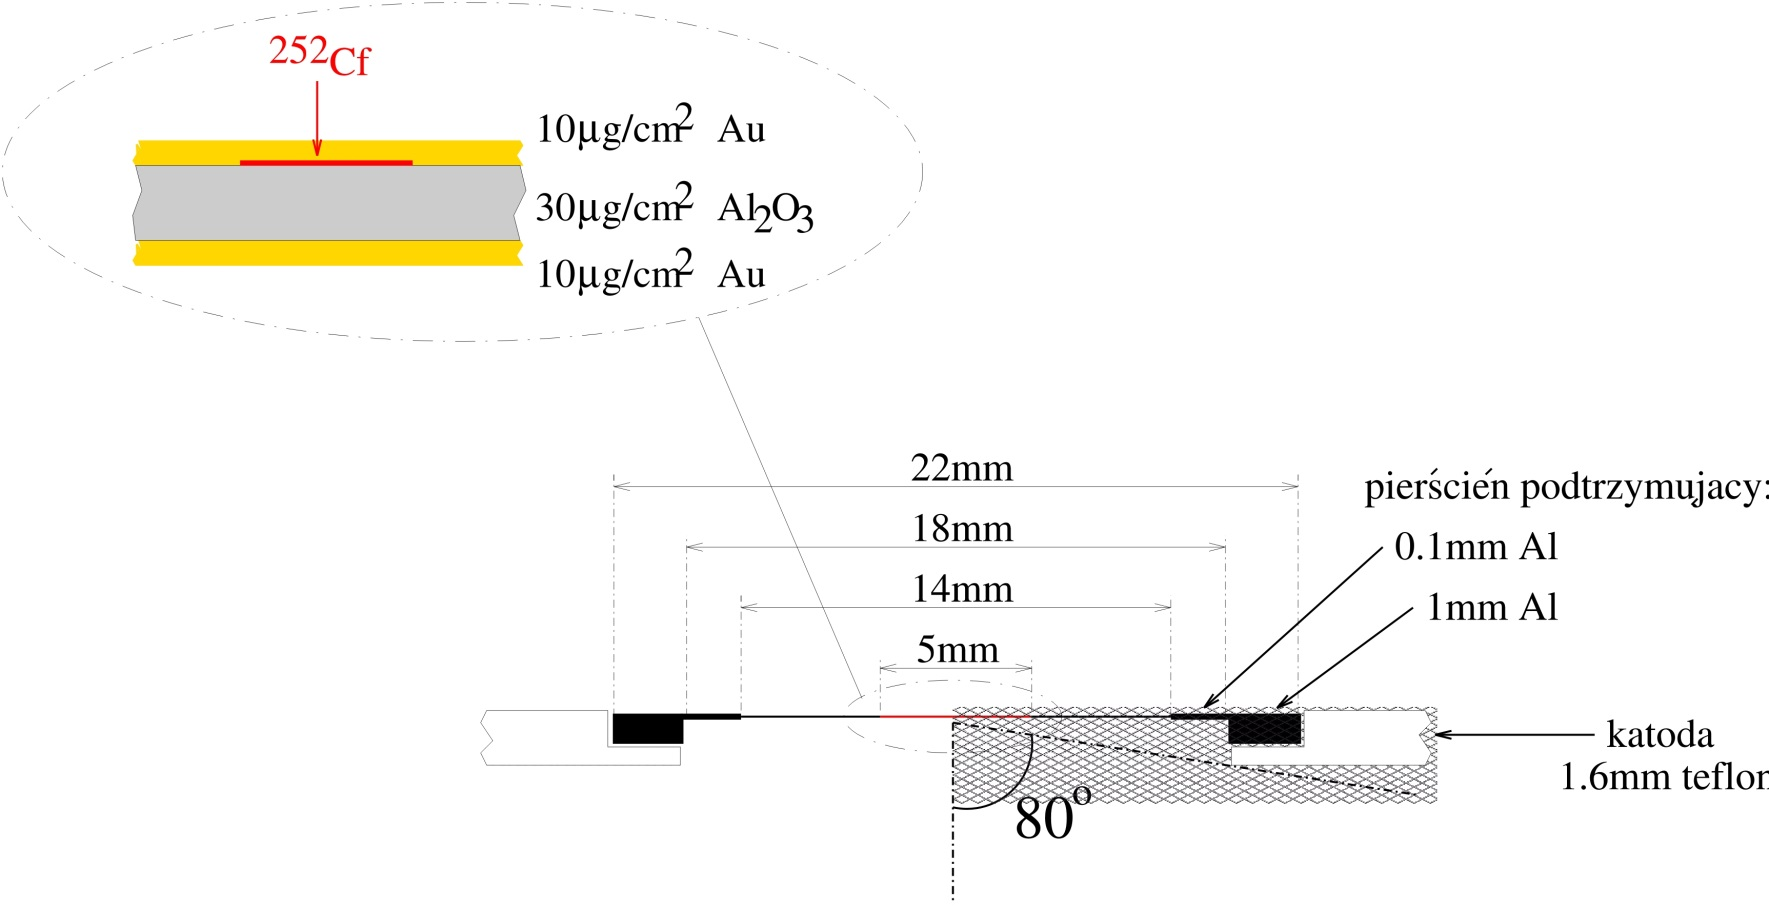 252Cf
10µg/cm2 Au
30µg/cm2 Al2O3
10µg/cm2 Au
22mm
pierścień podtrzymujacy:
18mm
0.1mm Al
14mm
1mm Al
5mm
katoda
1.6mm teflon
80o